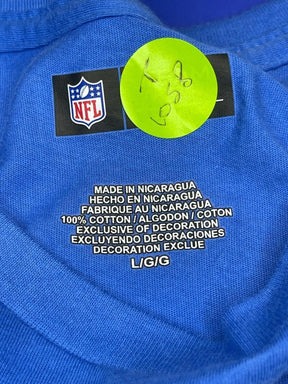 NFL
MADE IN NICARAGUA
HECHO EN NICARAGUA
FABRIQUE AU NICARAGUA
100% COTTON / ALGODON / COTON
EXCLUSIVE OF DECORATION
EXCLUYENDO DECORACIONES
DECORATION EXCLUE
L/G/G